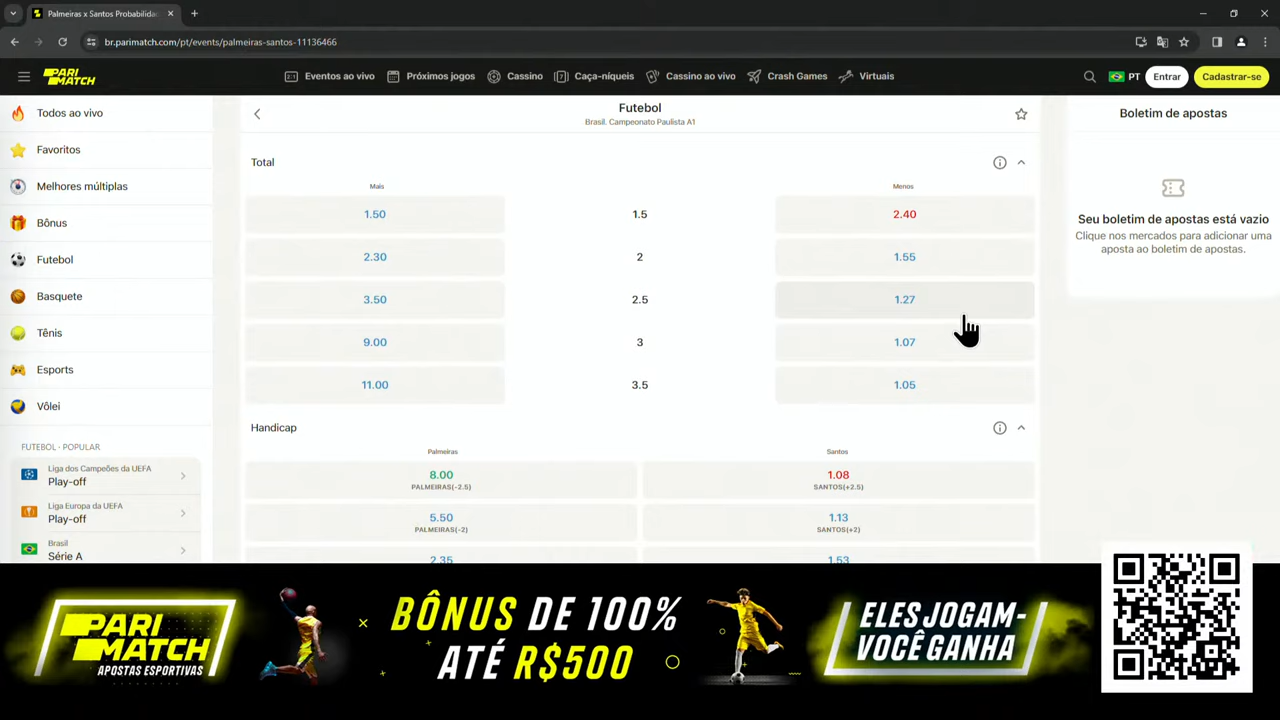 Palmeiras x Santos Probabilidad
br.parimatch.com/pt/events/palmeiras-santos-11136466
PARI MATCH
Eventos ao vivo
Próximos jogos
Cassino
Caça-níqueis
Cassino ao vivo
Crash Games
Virtuais
PT
Entrar
Cadastrar-se
Todos ao vivo
Favoritos
Melhores múltiplas
Bônus
Futebol
Basquete
Tênis
Esports
Vôlei
FUTEBOL · POPULAR
Liga dos Campeões da UEFA
Play-off
Liga Europa da UEFA
Play-off
Brasil
Série A
Futebol
Brasil. Campeonato Paulista A1
Total
Mais Menos
1.50 1.5 2.40
2.30 2 1.55
3.50 2.5 1.27
9.00 3 1.07
11.00 3.5 1.05
Handicap
Palmeiras Santos
8.00 1.08
PALMEIRAS(-2.5) SANTOS(+2.5)
5.50 1.13
PALMEIRAS(-2) SANTOS(+2)
2.35 1.53
Boletim de apostas
Seu boletim de apostas está vazio
Clique nos mercados para adicionar uma
aposta ao boletim de apostas.
PARI
MATCH
APOSTAS ESPORTIVAS
BÔNUS DE 100%
ATÉ R$500
ELES JOGAM-
VOCÊ GANHA